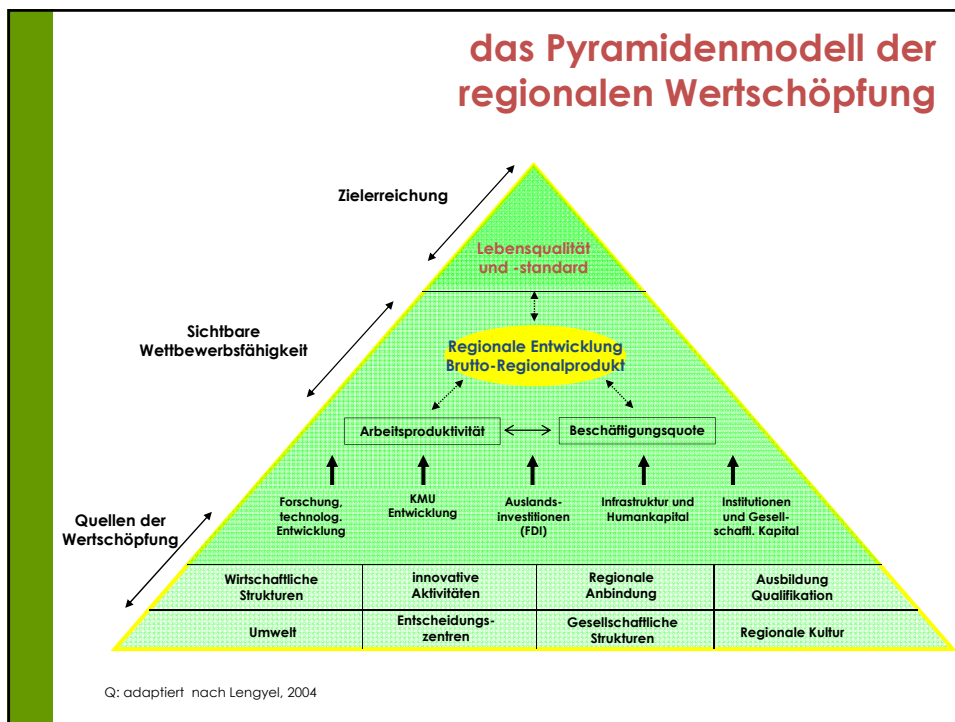 das Pyramidenmodell der
regionalen Wertschöpfung
Zielerreichung
Lebensqualität
und -standard
Sichtbare
Wettbewerbsfähigkeit
Regionale Entwicklung
Brutto-Regionalprodukt
Arbeitsproduktivität
Beschäftigungsquote
Quellen der
Wertschöpfung
Forschung,
technolog.
Entwicklung
KMU
Entwicklung
Auslands-
investitionen
(FDI)
Infrastruktur und
Humankapital
Institutionen
und Gesell-
schaftl. Kapital
Wirtschaftliche
Strukturen
innovative
Aktivitäten
Regionale
Anbindung
Ausbildung
Qualifikation
Umwelt
Entscheidungs-
zentren
Gesellschaftliche
Strukturen
Regionale Kultur
Q: adaptiert nach Lengyel, 2004